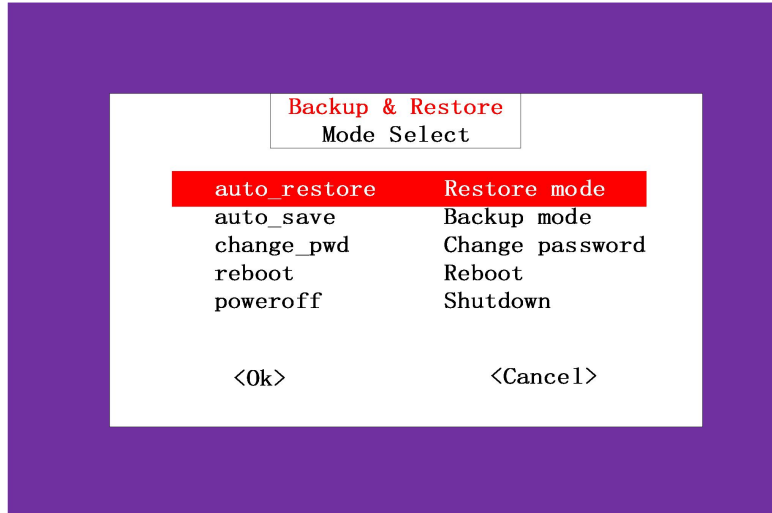 Backup & Restore
Mode Select
auto_restore Restore mode
auto_save Backup mode
change_pwd Change password
reboot Reboot
poweroff Shutdown
<Ok> <Cancel>